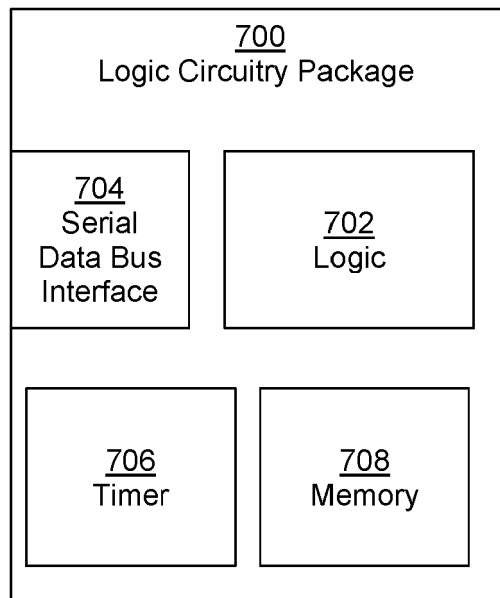 700
Logic Circuitry Package
704
Serial
Data Bus
Interface
702
Logic
706
Timer
708
Memory